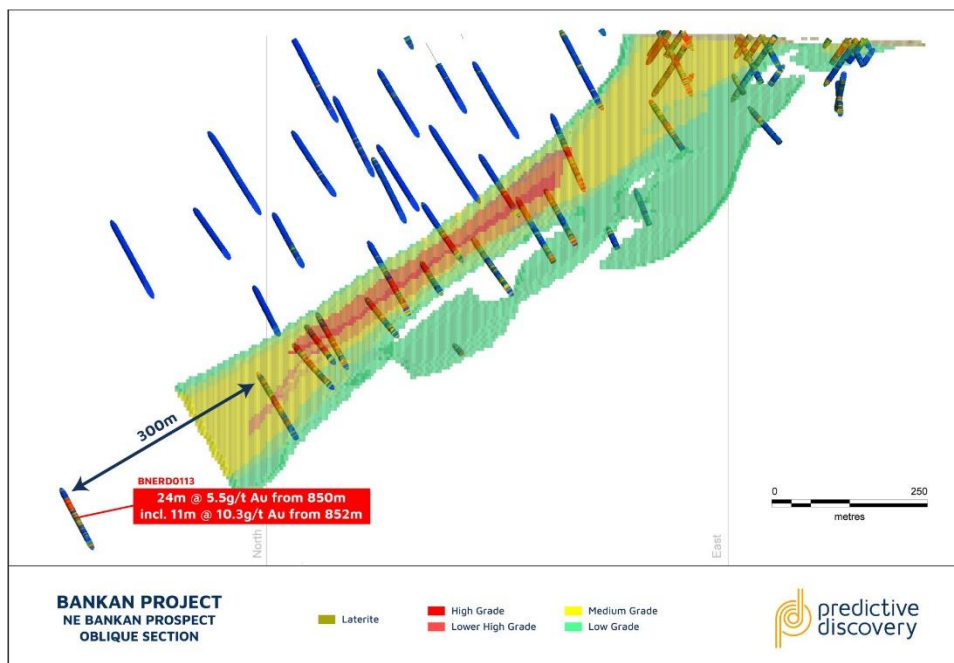 300m
BNERD0113
24m @ 5.5g/t Au from 850m
incl. 11m @ 10.3g/t Au from 852m
North
East
0 250
metres
BANKAN PROJECT
NE BANKAN PROSPECT
OBLIQUE SECTION
Laterite
High Grade
Lower High Grade
Medium Grade
Low Grade
predictive
discovery